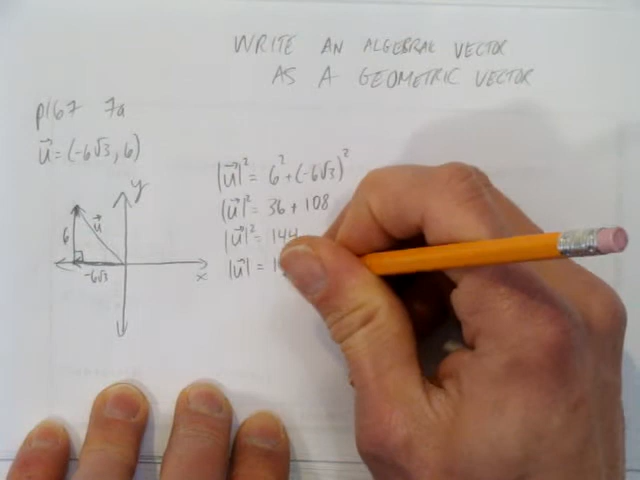 WRITE AN ALGEBRAIC VECTOR
AS A GEOMETRIC VECTOR
p167 7a
u⃗ = (-6√3, 6)
y
6
u⃗
-6√3
x
|u⃗|² = 6² + (-6√3)²
|u⃗|² = 36 + 108
|u⃗|² = 144
|u⃗| = 1